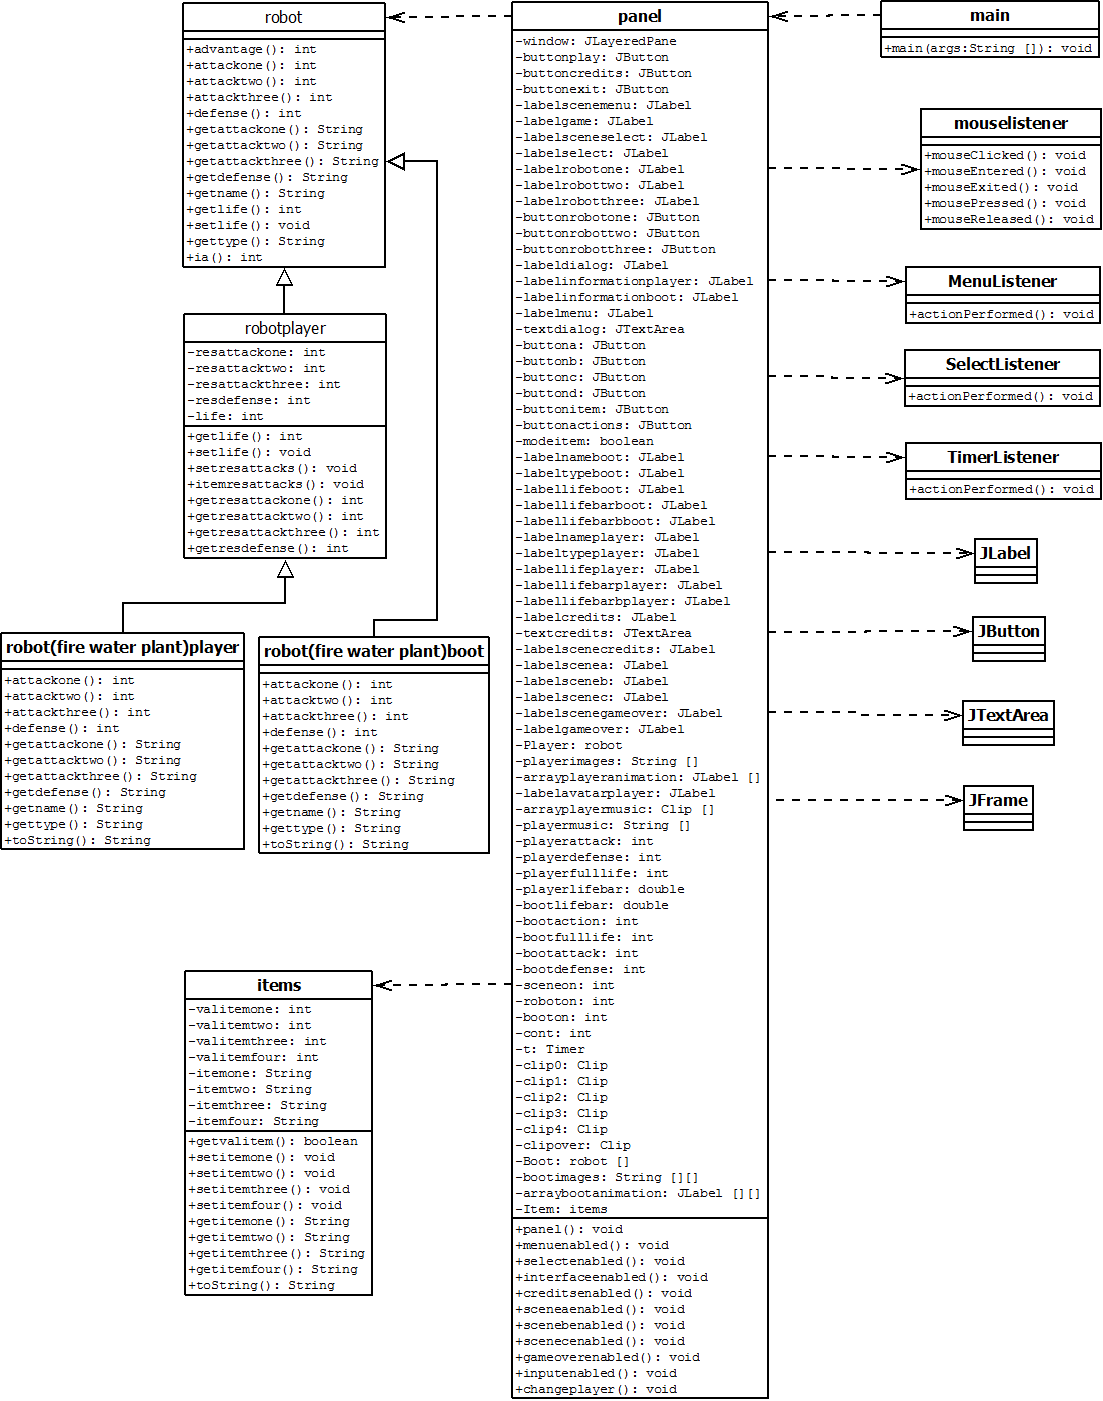 robot
+advantage(): int
+attackone(): int
+attacktwo(): int
+attackthree(): int
+defense(): int
+getattackone(): String
+getattacktwo(): String
+getattackthree(): String
+getdefense(): String
+getname(): String
+getlife(): int
+setlife(): void
+gettype(): String
+ia(): int
robotplayer
-resattackone: int
-resattacktwo: int
-resattackthree: int
-resdefense: int
-life: int
+getlife(): int
+setlife(): void
+setresattacks(): void
+itemresattacks(): void
+getresattackone(): int
+getresattacktwo(): int
+getresattackthree(): int
+getresdefense(): int
robot(fire water plant)player
+attackone(): int
+attacktwo(): int
+attackthree(): int
+defense(): int
+getattackone(): String
+getattacktwo(): String
+getattackthree(): String
+getdefense(): String
+getname(): String
+gettype(): String
+toString(): String
robot(fire water plant)boot
+attackone(): int
+attacktwo(): int
+attackthree(): int
+defense(): int
+getattackone(): String
+getattacktwo(): String
+getattackthree(): String
+getdefense(): String
+getname(): String
+gettype(): String
+toString(): String
items
-valitemone: int
-valitemtwo: int
-valitemthree: int
-valitemfour: int
-itemone: String
-itemtwo: String
-itemthree: String
-itemfour: String
+getvalitem(): boolean
+setitemone(): void
+setitemtwo(): void
+setitemthree(): void
+setitemfour(): void
+getitemone(): String
+getitemtwo(): String
+getitemthree(): String
+getitemfour(): String
+toString(): String
panel
-window: JLayeredPane
-buttonplay: JButton
-buttoncredits: JButton
-buttonexit: JButton
-labelscenemenu: JLabel
-labelgame: JLabel
-labelsceneselect: JLabel
-labelselect: JLabel
-labelrobotone: JLabel
-labelrobottwo: JLabel
-labelrobotthree: JLabel
-buttonrobotone: JButton
-buttonrobottwo: JButton
-buttonrobotthree: JButton
-labeldialog: JLabel
-labelinformationplayer: JLabel
-labelinformationboot: JLabel
-labelmenu: JLabel
-textdialog: JTextArea
-buttona: JButton
-buttonb: JButton
-buttonc: JButton
-buttond: JButton
-buttonitem: JButton
-buttonactions: JButton
-modeitem: boolean
-labelnameboot: JLabel
-labeltypeboot: JLabel
-labellifeboot: JLabel
-labellifebarboot: JLabel
-labellifebarbboot: JLabel
-labelnameplayer: JLabel
-labeltypeplayer: JLabel
-labellifeplayer: JLabel
-labellifebarplayer: JLabel
-labellifebarbplayer: JLabel
-labelcredits: JLabel
-textcredits: JTextArea
-labelscenecredits: JLabel
-labelscenea: JLabel
-labelsceneb: JLabel
-labelscenec: JLabel
-labelscenegameover: JLabel
-labelgameover: JLabel
-Player: robot
-playerimages: String []
-arrayplayeranimation: JLabel []
-labelavatarplayer: JLabel
-arrayplayermusic: Clip []
-playermusic: String []
-playerattack: int
-playerdefense: int
-playerfulllife: int
-playerlifebar: double
-bootlifebar: double
-bootaction: int
-bootfulllife: int
-bootattack: int
-bootdefense: int
-sceneon: int
-roboton: int
-booton: int
-cont: int
-t: Timer
-clip0: Clip
-clip1: Clip
-clip2: Clip
-clip3: Clip
-clip4: Clip
-clipover: Clip
-Boot: robot []
-bootimages: String [][]
-arraybootanimation: JLabel [][]
-Item: items
+panel(): void
+menuenabled(): void
+selectenabled(): void
+interfaceenabled(): void
+creditsenabled(): void
+sceneaenabled(): void
+scenebenabled(): void
+scenecenabled(): void
+gameoverenabled(): void
+inputenabled(): void
+changeplayer(): void
main
+main(args:String []): void
mouselistener
+mouseClicked(): void
+mouseEntered(): void
+mouseExited(): void
+mousePressed(): void
+mouseReleased(): void
MenuListener
+actionPerformed(): void
SelectListener
+actionPerformed(): void
TimerListener
+actionPerformed(): void
JLabel
JButton
JTextArea
JFrame